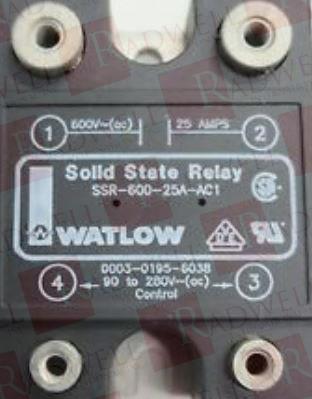 1 600V~(ac) 25 AMPS 2
Solid State Relay
SSR-600-25A-AC1
WATLOW
0003-0195-6038
4 90 to 280V~(ac) 3
Control
RADWELL